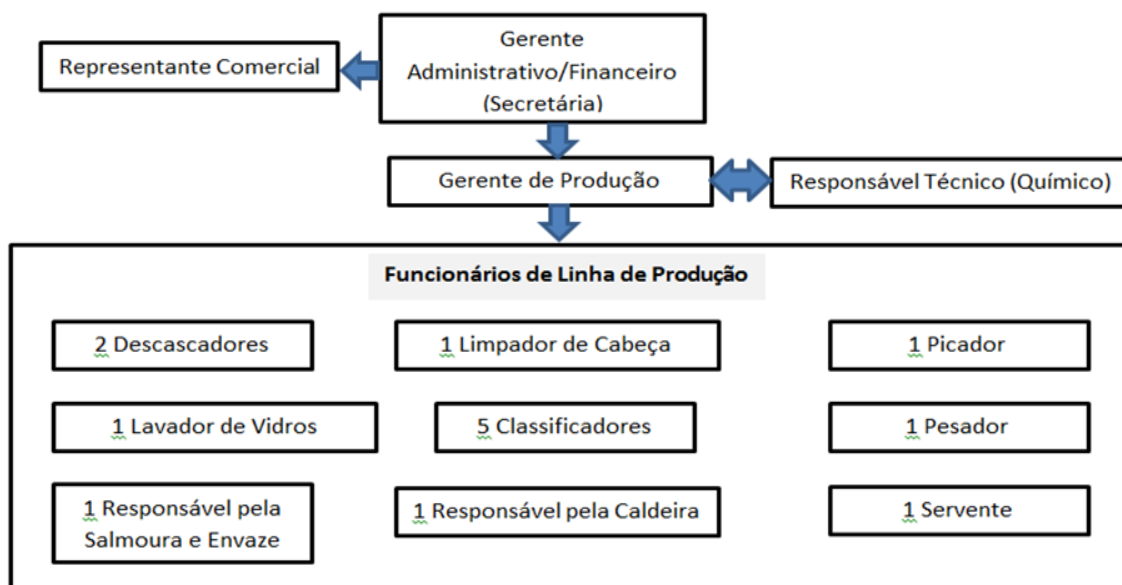 Gerente
Administrativo/Financeiro
(Secretária)
Representante Comercial
Gerente de Produção
Responsável Técnico (Químico)
Funcionários de Linha de Produção
2 Descascadores
1 Limpador de Cabeça
1 Picador
1 Lavador de Vidros
5 Classificadores
1 Pesador
1 Responsável pela
Salmoura e Envaze
1 Responsável pela Caldeira
1 Servente